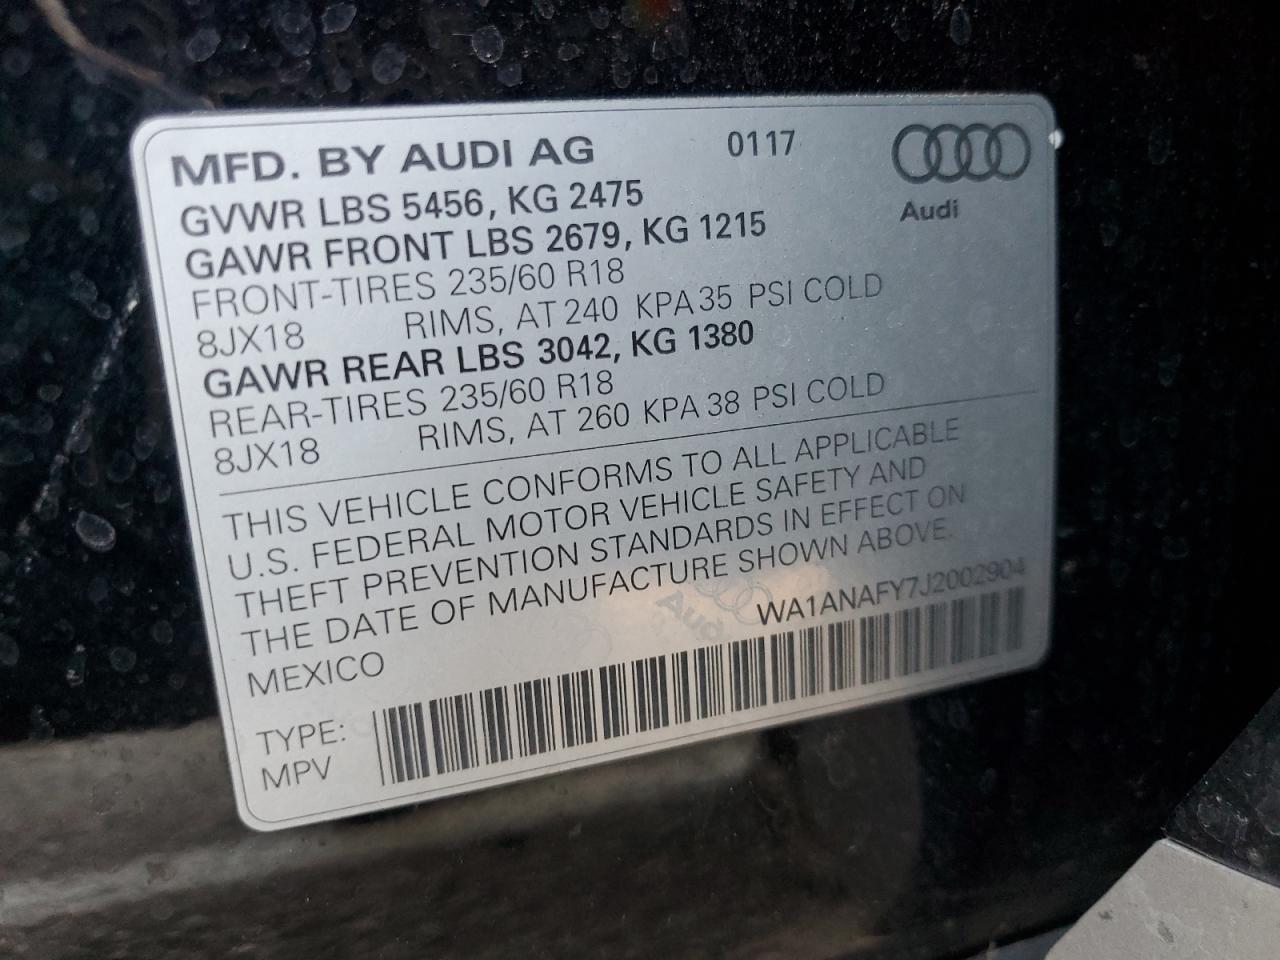 MFD. BY AUDI AG 0117
Audi
GVWR LBS 5456, KG 2475
GAWR FRONT LBS 2679, KG 1215
FRONT-TIRES 235/60 R18
8JX18 RIMS, AT 240 KPA 35 PSI COLD
GAWR REAR LBS 3042, KG 1380
REAR-TIRES 235/60 R18
8JX18 RIMS, AT 260 KPA 38 PSI COLD
THIS VEHICLE CONFORMS TO ALL APPLICABLE
U.S. FEDERAL MOTOR VEHICLE SAFETY AND
THEFT PREVENTION STANDARDS IN EFFECT ON
THE DATE OF MANUFACTURE SHOWN ABOVE.
MEXICO
Audi
WA1ANAFY7J2002904
TYPE:
MPV